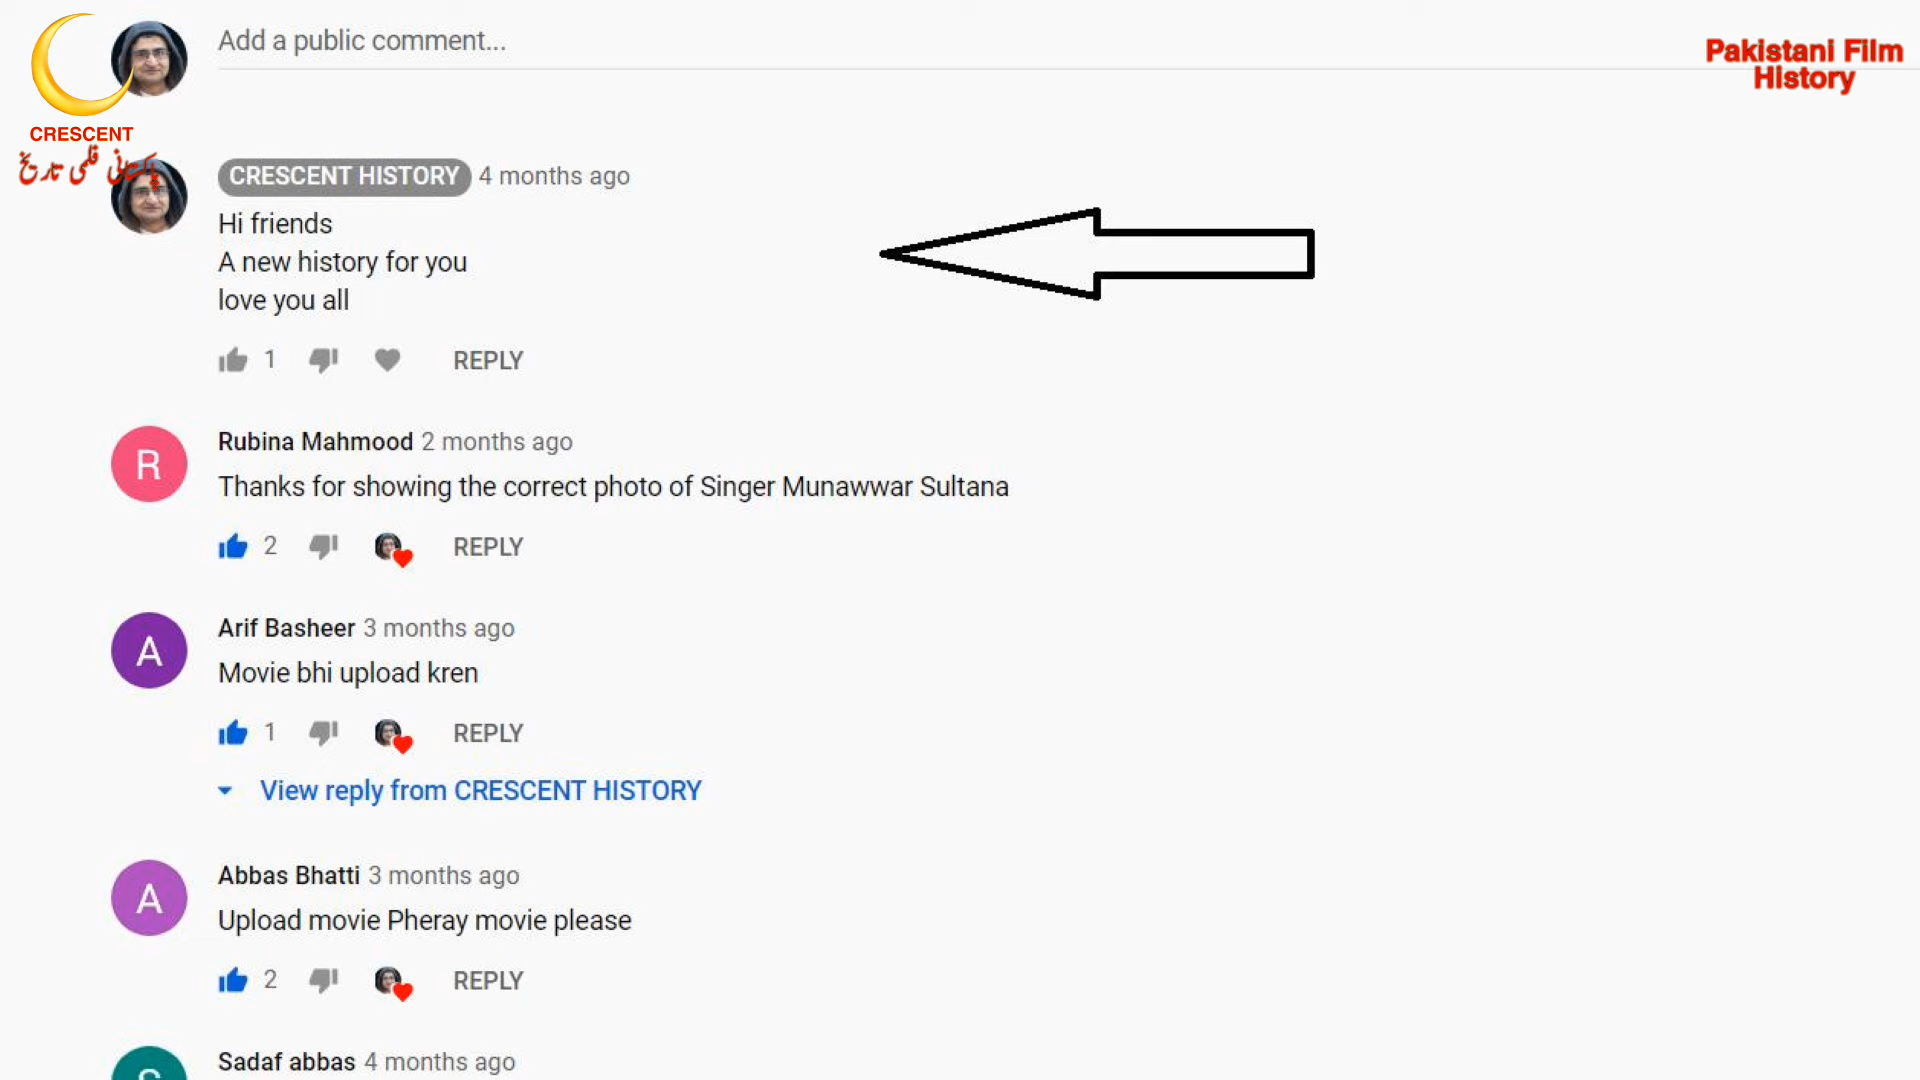 Add a public comment...
Pakistani Film
History
CRESCENT
پاکستانی فلمی تاریخ
CRESCENT HISTORY 4 months ago
Hi friends
A new history for you
love you all
1 REPLY
R
Rubina Mahmood 2 months ago
Thanks for showing the correct photo of Singer Munawwar Sultana
2 REPLY
A
Arif Basheer 3 months ago
Movie bhi upload kren
1 REPLY
View reply from CRESCENT HISTORY
A
Abbas Bhatti 3 months ago
Upload movie Pheray movie please
2 REPLY
S
Sadaf abbas 4 months ago